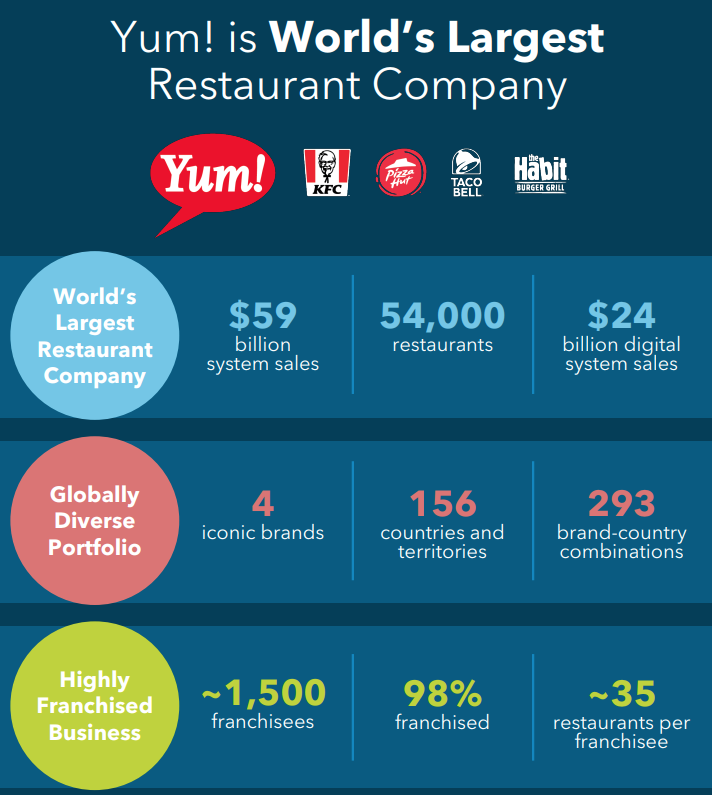 Yum! is World's Largest
Restaurant Company
Yum!
KFC
Pizza
Hut
TACO
BELL
the
Habit
BURGER GRILL
World's
Largest
Restaurant
Company
$59
billion
system sales
54,000
restaurants
$24
billion digital
system sales
Globally
Diverse
Portfolio
4
iconic brands
156
countries and
territories
293
brand-country
combinations
Highly
Franchised
Business
~1,500
franchisees
98%
franchised
~35
restaurants per
franchisee